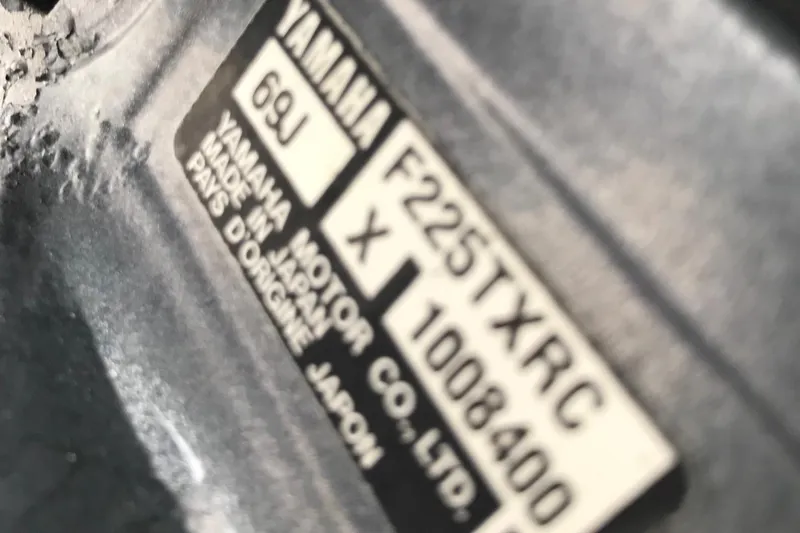 YAMAHA
F225TXRC
69J
X 1008400
YAMAHA MOTOR CO.,LTD.
MADE IN JAPAN
PAYS D'ORIGINE JAPON